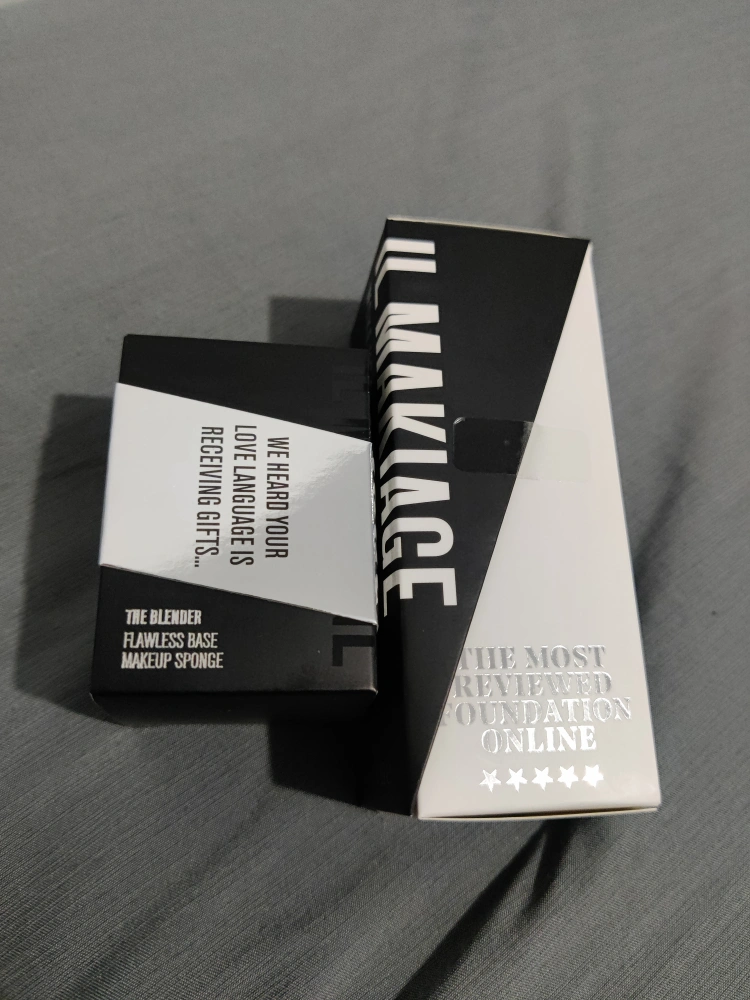 WE HEARD YOUR
LOVE LANGUAGE IS
RECEIVING GIFTS...
THE BLENDER
FLAWLESS BASE
MAKEUP SPONGE
IL
IL MAKIAGE
THE MOST
REVIEWED
FOUNDATION
ONLINE